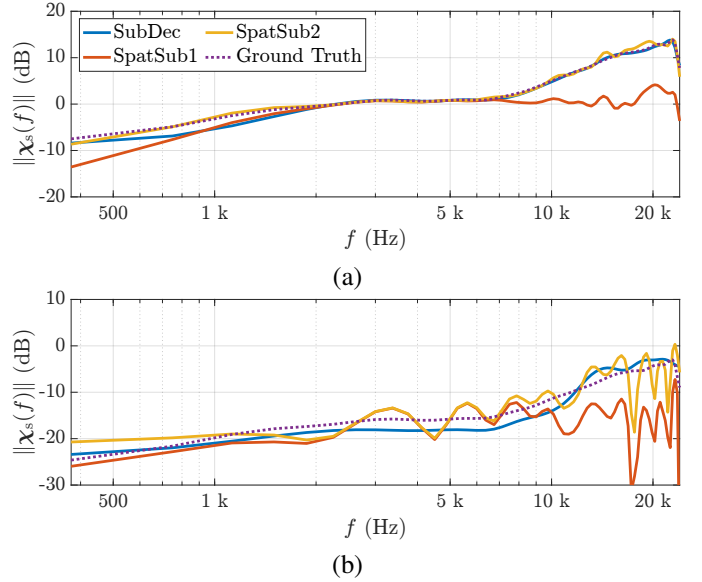 20
10
0
-10
-20
‖χₛ(f)‖ (dB)
SubDec
SpatSub2
SpatSub1
Ground Truth
500
1 k
5 k
10 k
20 k
f (Hz)
(a)
10
0
-10
-20
-30
‖χₛ(f)‖ (dB)
500
1 k
5 k
10 k
20 k
f (Hz)
(b)